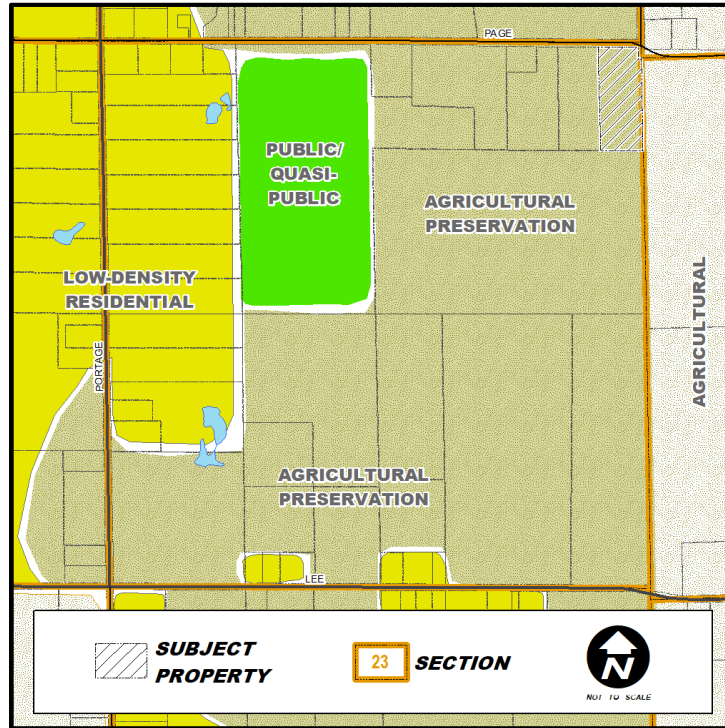 PAGE
PUBLIC/
QUASI-
PUBLIC
AGRICULTURAL
PRESERVATION
LOW-DENSITY
RESIDENTIAL
AGRICULTURAL
PORTAGE
AGRICULTURAL
PRESERVATION
LEE
SUBJECT
PROPERTY
23
SECTION
N
NOT TO SCALE